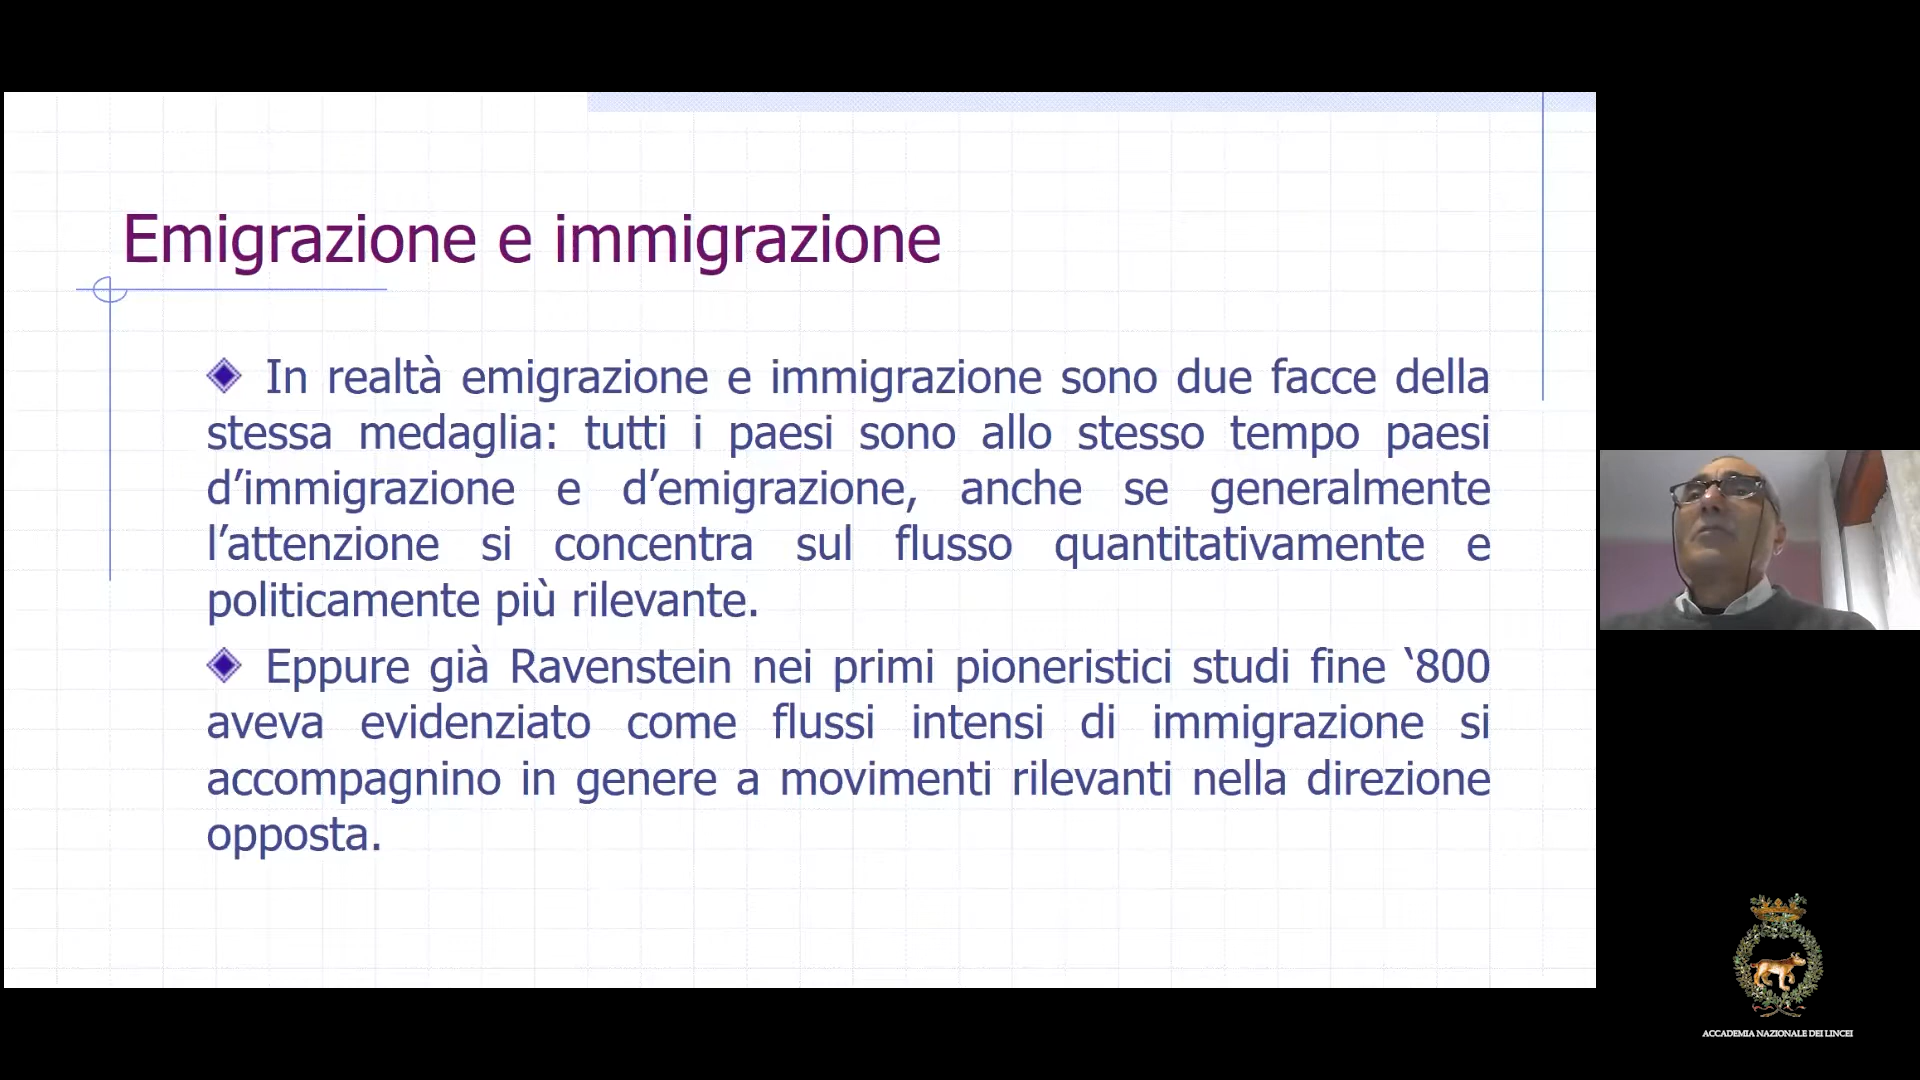 Emigrazione e immigrazione
In realtà emigrazione e immigrazione sono due facce della
stessa medaglia: tutti i paesi sono allo stesso tempo paesi
d’immigrazione e d’emigrazione, anche se generalmente
l’attenzione si concentra sul flusso quantitativamente e
politicamente più rilevante.
Eppure già Ravenstein nei primi pioneristici studi fine ‘800
aveva evidenziato come flussi intensi di immigrazione si
accompagnino in genere a movimenti rilevanti nella direzione
opposta.
ACCADEMIA NAZIONALE DEI LINCEI